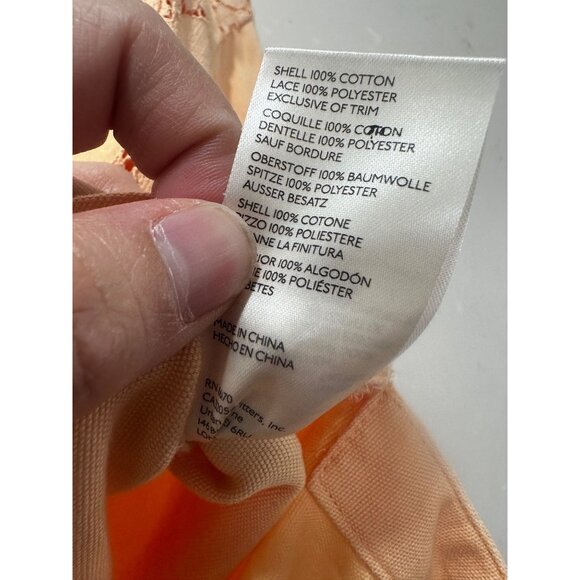 SHELL 100% COTTON
LACE 100% POLYESTER
EXCLUSIVE OF TRIM
COQUILLE 100% COTON
DENTELLE 100% POLYESTER
SAUF BORDURE
OBERSTOFF 100% BAUMWOLLE
SPITZE 100% POLYESTER
AUSSER BESATZ
SHELL 100% COTONE
PIZZO 100% POLIESTERE
LA FINITURA
100% ALGODÓN
100% POLIÉSTER
MADE IN CHINA
HECHO EN CHINA